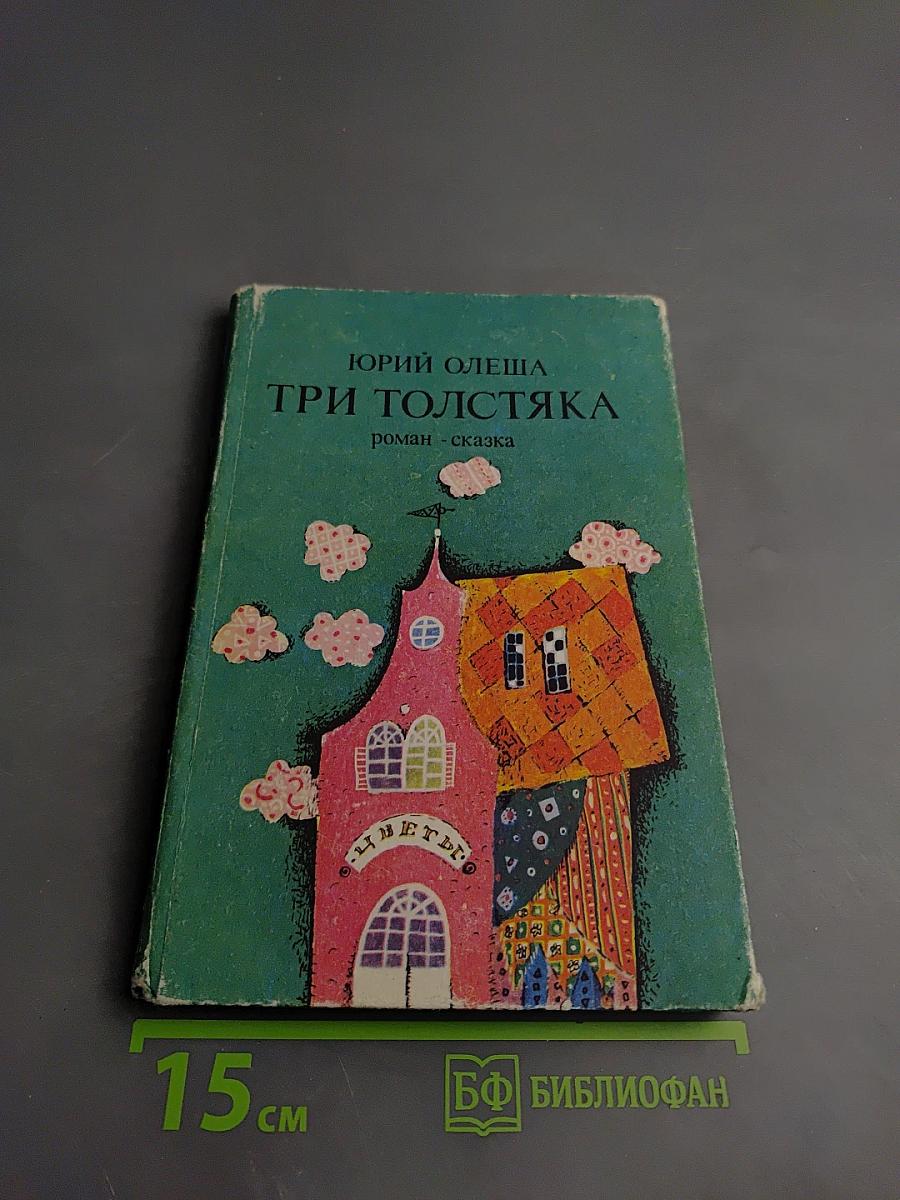 ЮРИЙ ОЛЕША
ТРИ ТОЛСТЯКА
роман - сказка
ЦВЕТЫ
15 см
БФ БИБЛИОФАН